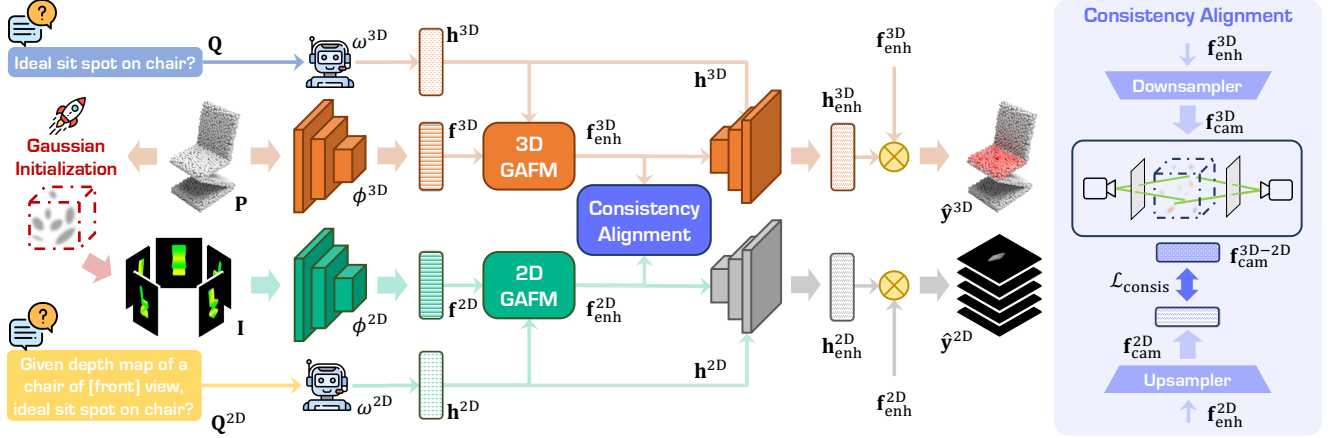 Q
Ideal sit spot on chair?
ω^3D
h^3D
f^3D_enh
h^3D
Gaussian
Initialization
P
ϕ^3D
f^3D
3D
GAFM
f^3D_enh
h^3D_enh
ŷ^3D
Consistency
Alignment
I
ϕ^2D
f^2D
2D
GAFM
f^2D_enh
h^2D_enh
ŷ^2D
Given depth map of a
chair of [front] view,
ideal sit spot on chair?
Q^2D
ω^2D
h^2D
h^2D
f^2D_enh
Consistency Alignment
f^3D_enh
Downsampler
f^3D_cam
f^3D−2D_cam
ℒ_consis
f^2D_cam
Upsampler
f^2D_enh